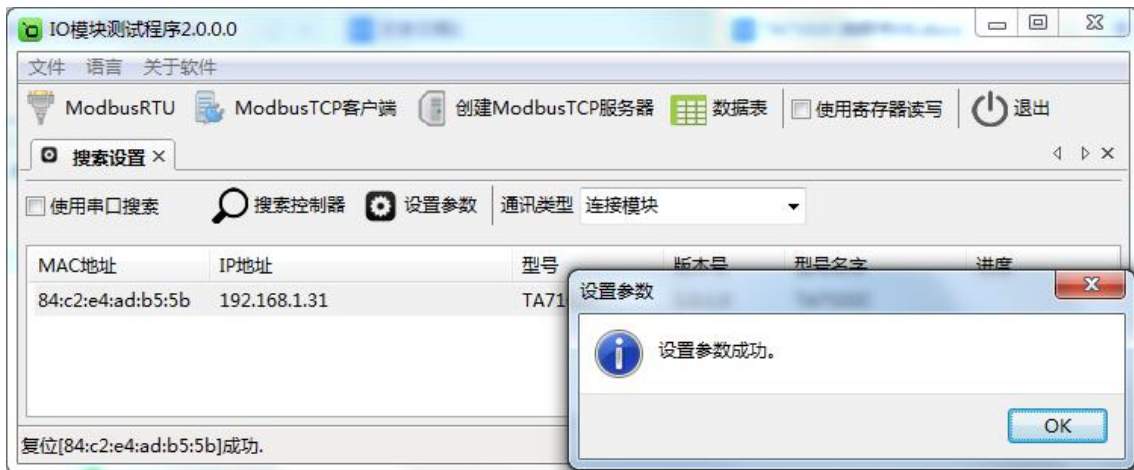 IO模块测试程序2.0.0.0
文件 语言 关于软件
ModbusRTU ModbusTCP客户端 创建ModbusTCP服务器 数据表 使用寄存器读写 退出
搜索设置
使用串口搜索 搜索控制器 设置参数 通讯类型 连接模块
MAC地址 IP地址 型号 版本号 型号名字 进度
84:c2:e4:ad:b5:5b 192.168.1.31 TA71
设置参数
设置参数成功。
OK
复位[84:c2:e4:ad:b5:5b]成功.